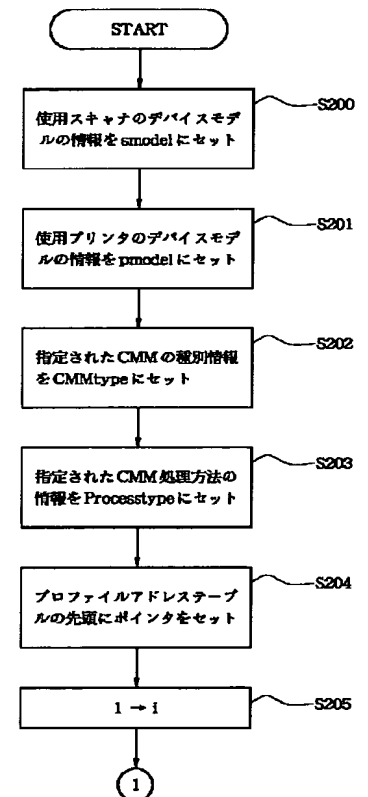 START
S200
使用スキャナのデバイスモデ
ルの情報をsmodelにセット
S201
使用プリンタのデバイスモデ
ルの情報をpmodelにセット
S202
指定されたCMMの種別情報
をCMMtypeにセット
S203
指定されたCMM処理方法の
情報をProcesstypeにセット
S204
プロファイルアドレステーブ
ルの先頭にポインタをセット
S205
1 → i
1